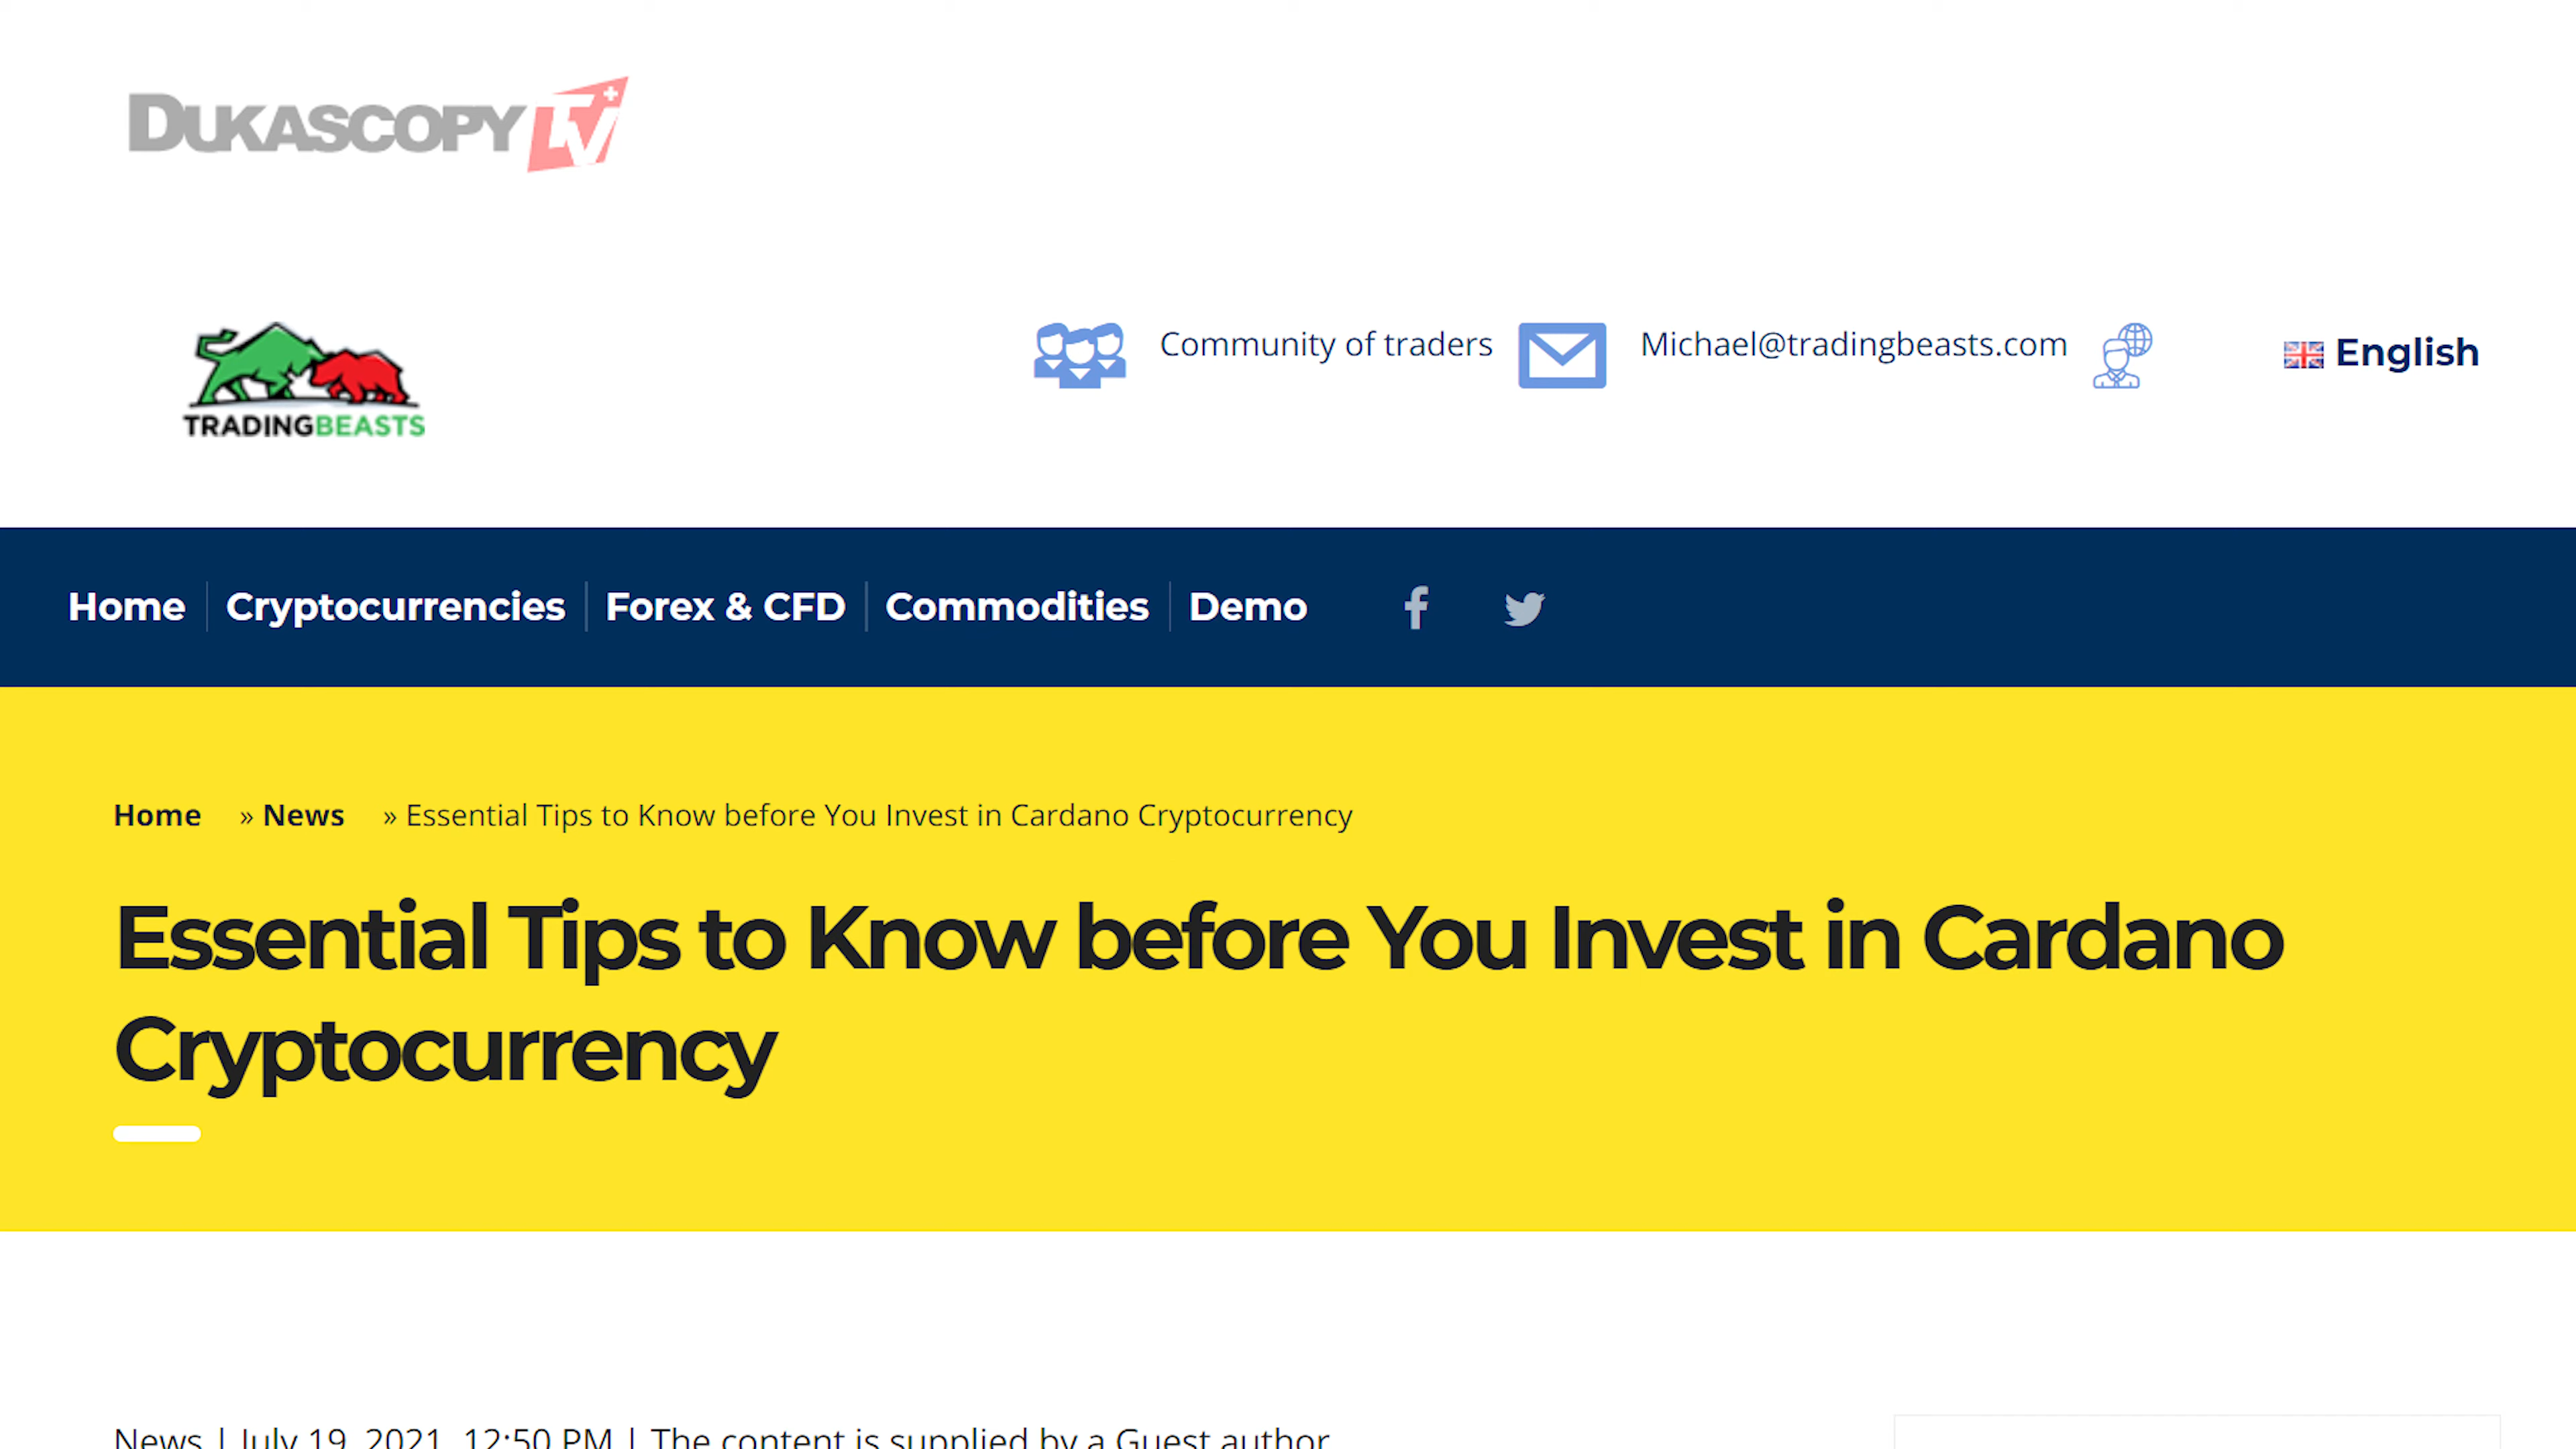 DUKASCOPY TV
TRADINGBEASTS
Community of traders
Michael@tradingbeasts.com
English
Home
Cryptocurrencies
Forex & CFD
Commodities
Demo
Home » News » Essential Tips to Know before You Invest in Cardano Cryptocurrency
Essential Tips to Know before You Invest in Cardano
Cryptocurrency
News | July 19, 2021, 12:50 PM | The content is supplied by a Guest author